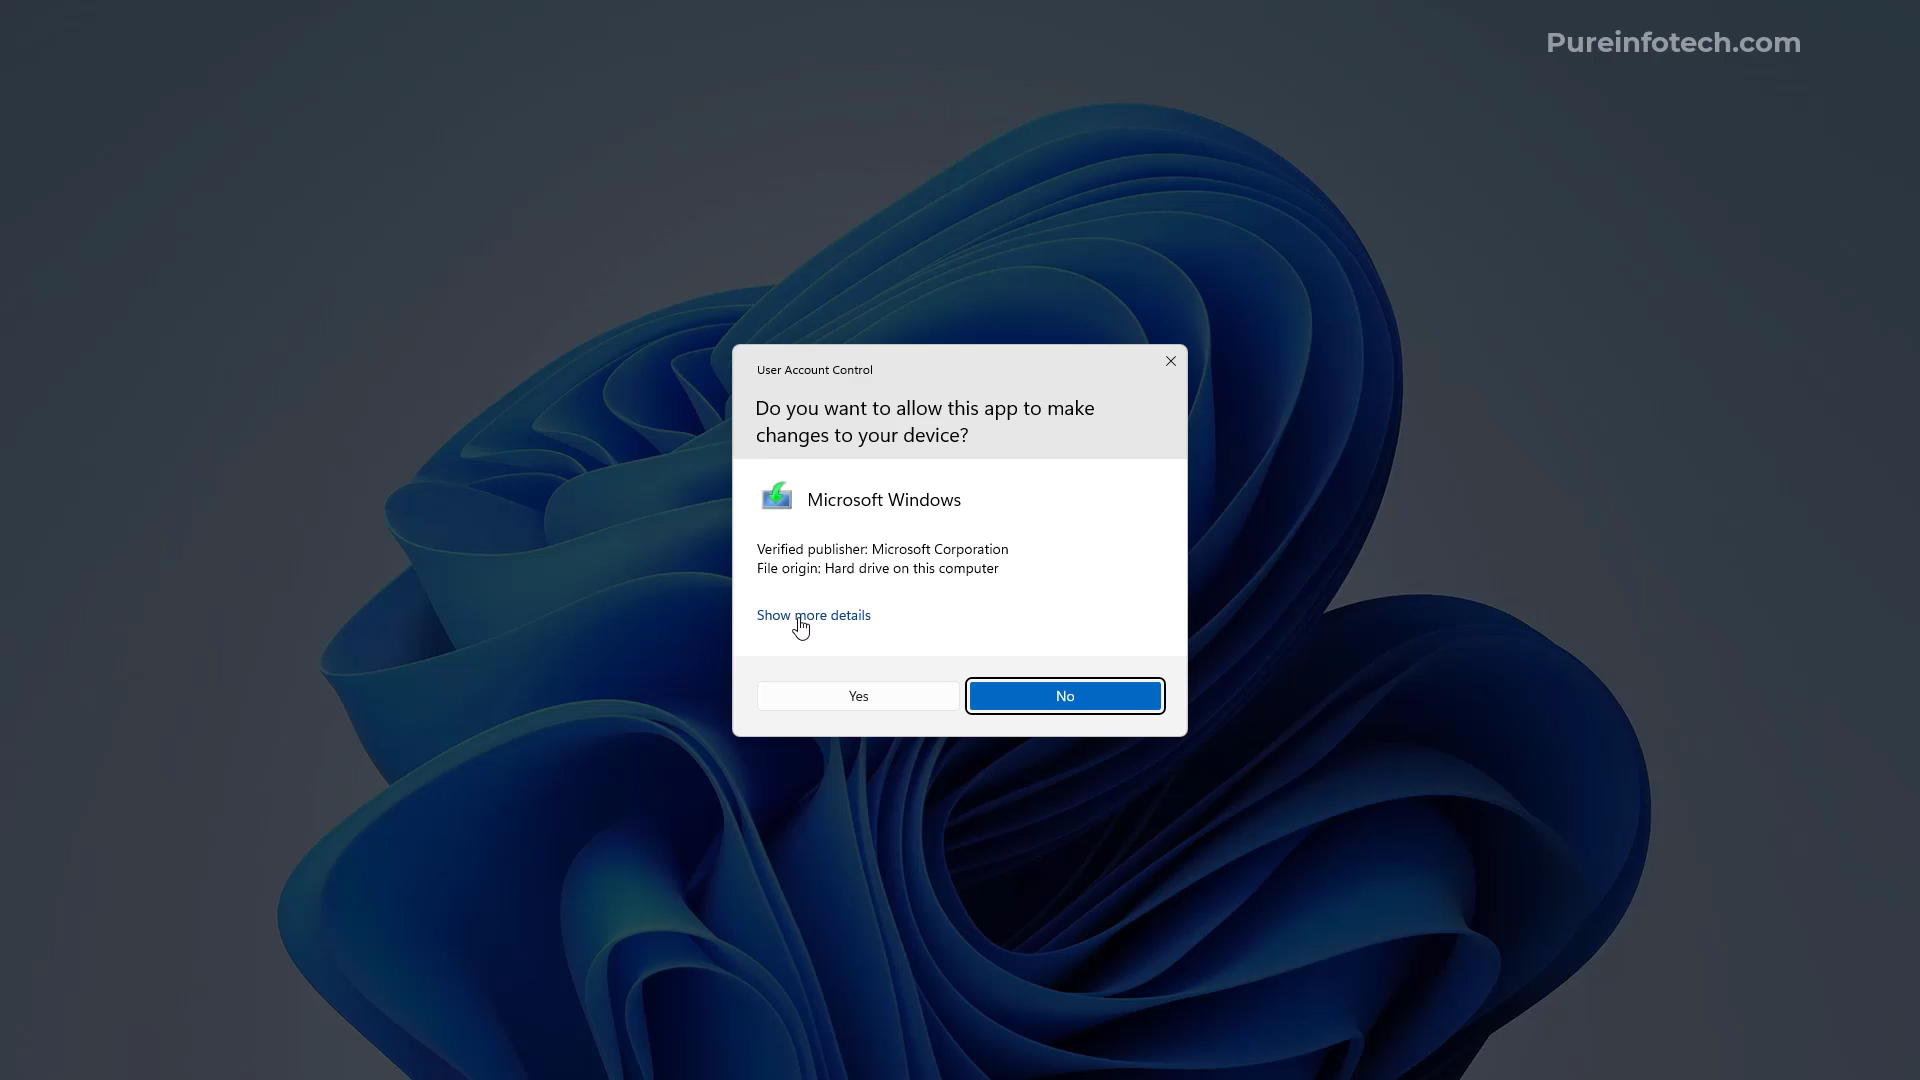 Pureinfotech.com
User Account Control
Do you want to allow this app to make
changes to your device?
Microsoft Windows
Verified publisher: Microsoft Corporation
File origin: Hard drive on this computer
Show more details
Yes
No